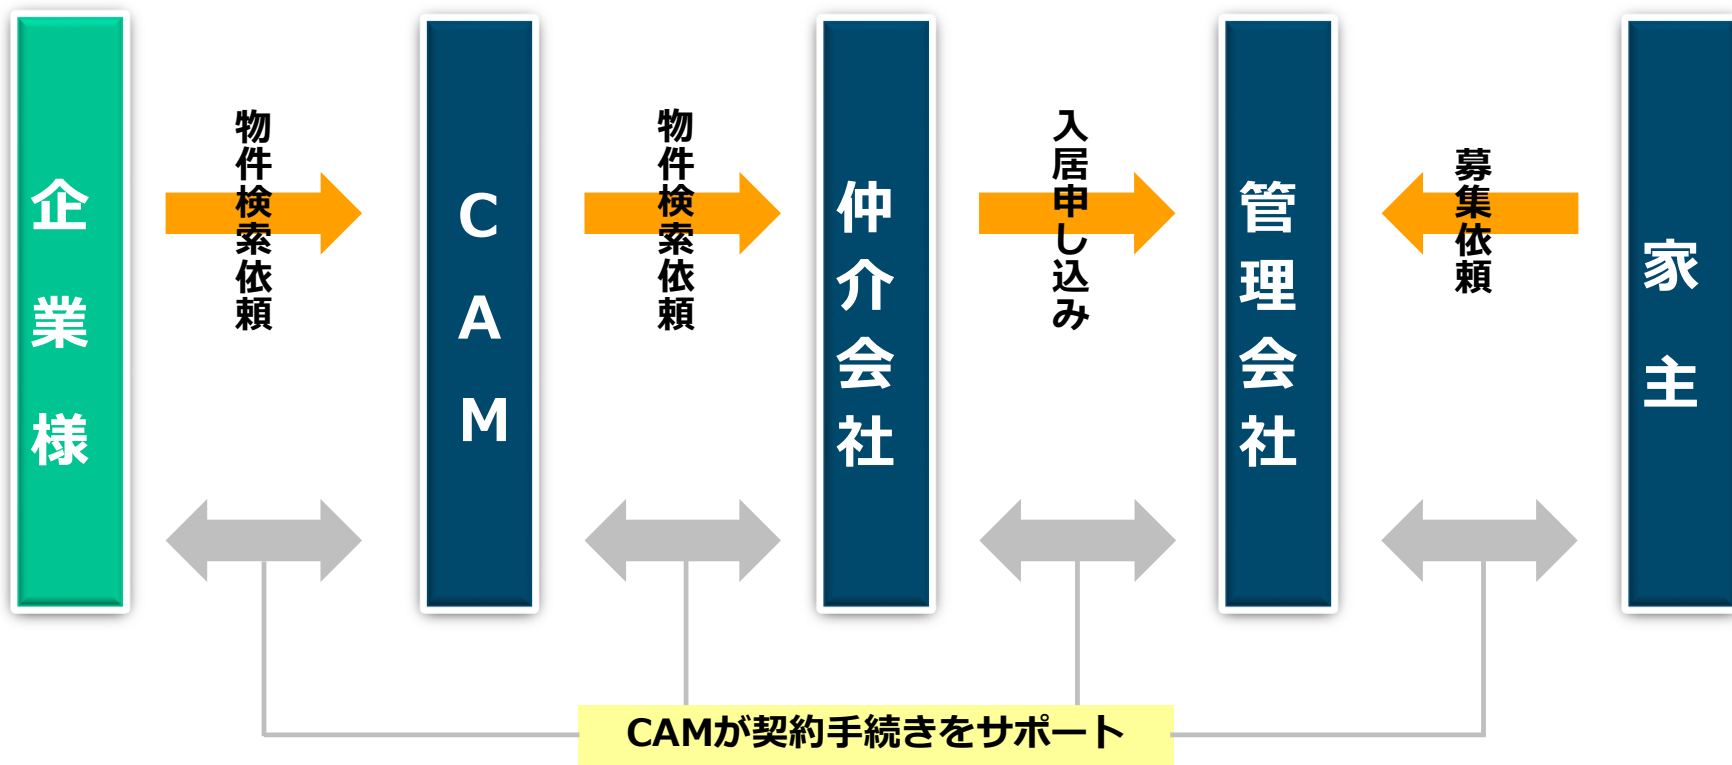 企業様
物件検索依頼
CAM
物件検索依頼
仲介会社
入居申し込み
管理会社
募集依頼
家主
CAMが契約手続きをサポート